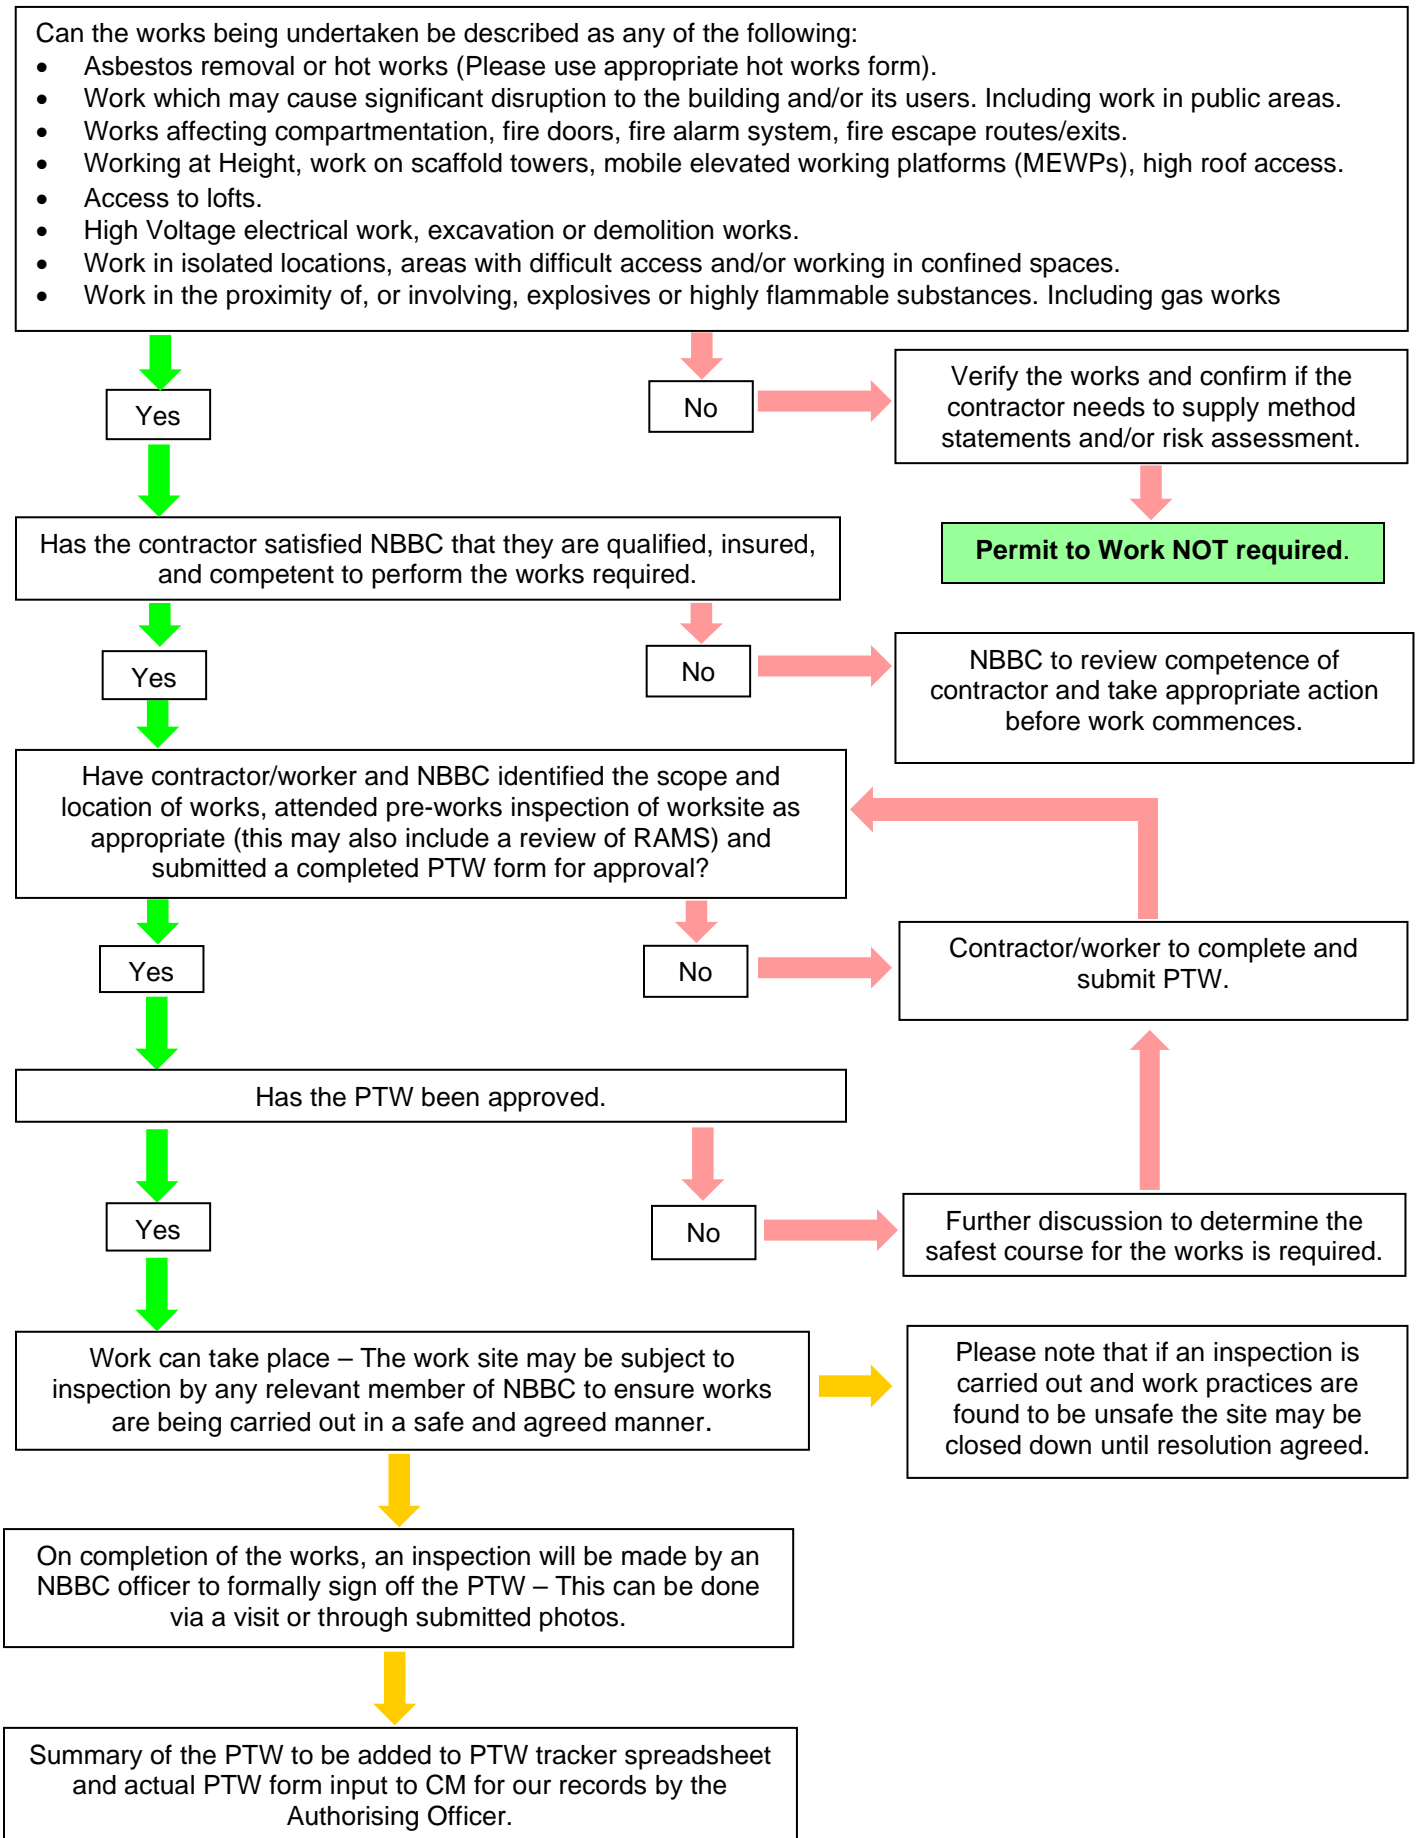 Can the works being undertaken be described as any of the following:
• Asbestos removal or hot works (Please use appropriate hot works form).
• Work which may cause significant disruption to the building and/or its users. Including work in public areas.
• Works affecting compartmentation, fire doors, fire alarm system, fire escape routes/exits.
• Working at Height, work on scaffold towers, mobile elevated working platforms (MEWPs), high roof access.
• Access to lofts.
• High Voltage electrical work, excavation or demolition works.
• Work in isolated locations, areas with difficult access and/or working in confined spaces.
• Work in the proximity of, or involving, explosives or highly flammable substances. Including gas works
Yes
No
Verify the works and confirm if the
contractor needs to supply method
statements and/or risk assessment.
Permit to Work NOT required.
Has the contractor satisfied NBBC that they are qualified, insured,
and competent to perform the works required.
Yes
No
NBBC to review competence of
contractor and take appropriate action
before work commences.
Have contractor/worker and NBBC identified the scope and
location of works, attended pre-works inspection of worksite as
appropriate (this may also include a review of RAMS) and
submitted a completed PTW form for approval?
Yes
No
Contractor/worker to complete and
submit PTW.
Has the PTW been approved.
Yes
No
Further discussion to determine the
safest course for the works is required.
Work can take place – The work site may be subject to
inspection by any relevant member of NBBC to ensure works
are being carried out in a safe and agreed manner.
Please note that if an inspection is
carried out and work practices are
found to be unsafe the site may be
closed down until resolution agreed.
On completion of the works, an inspection will be made by an
NBBC officer to formally sign off the PTW – This can be done
via a visit or through submitted photos.
Summary of the PTW to be added to PTW tracker spreadsheet
and actual PTW form input to CM for our records by the
Authorising Officer.